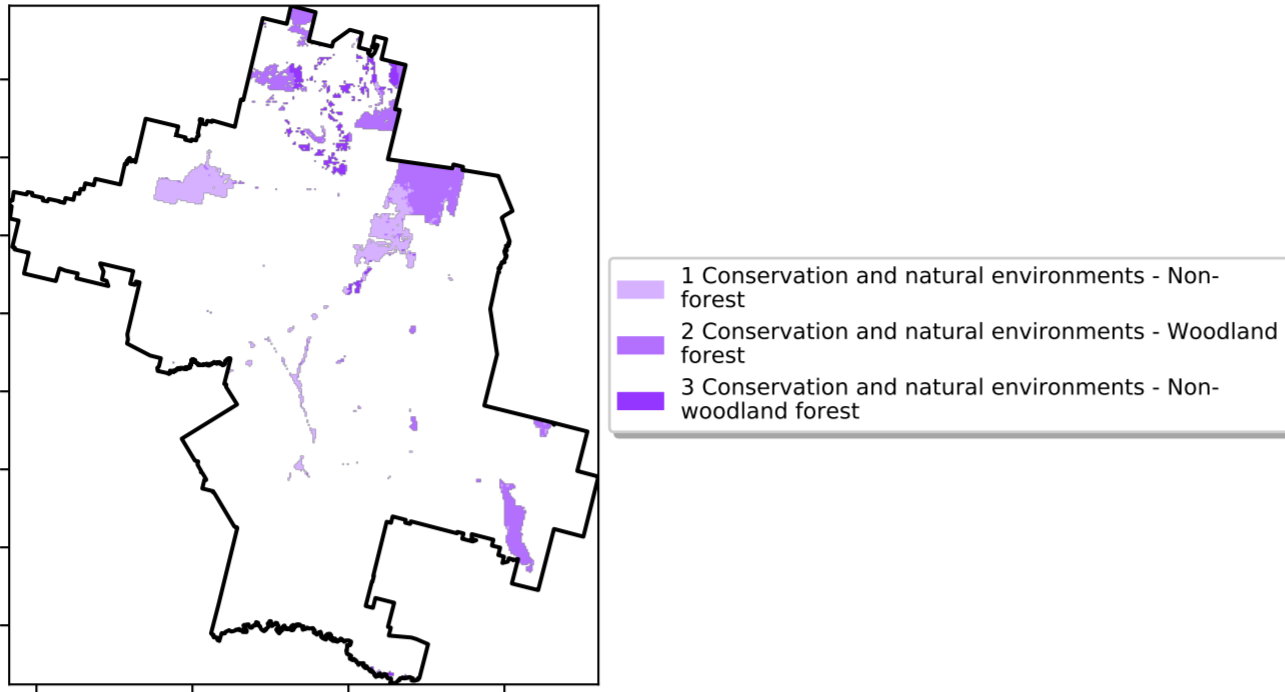 1 Conservation and natural environments - Non-
forest
2 Conservation and natural environments - Woodland
forest
3 Conservation and natural environments - Non-
woodland forest